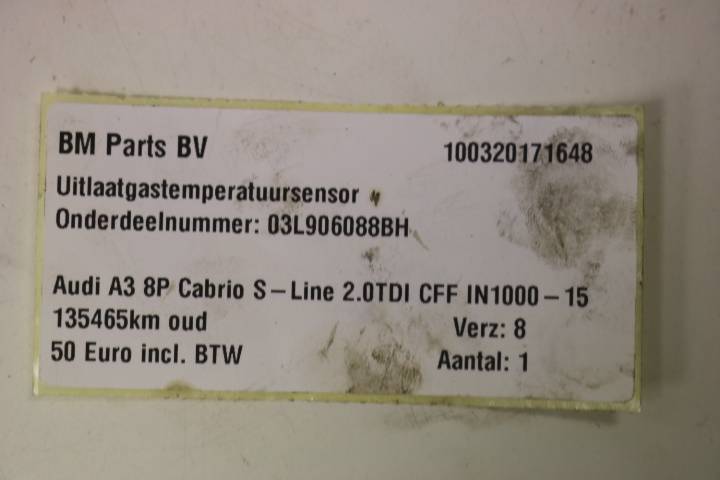 BM Parts BV 100320171648
Uitlaatgastemperatuursensor
Onderdeelnummer: 03L906088BH
Audi A3 8P Cabrio S-Line 2.0TDI CFF IN1000-15
135465km oud Verz: 8
50 Euro incl. BTW Aantal: 1